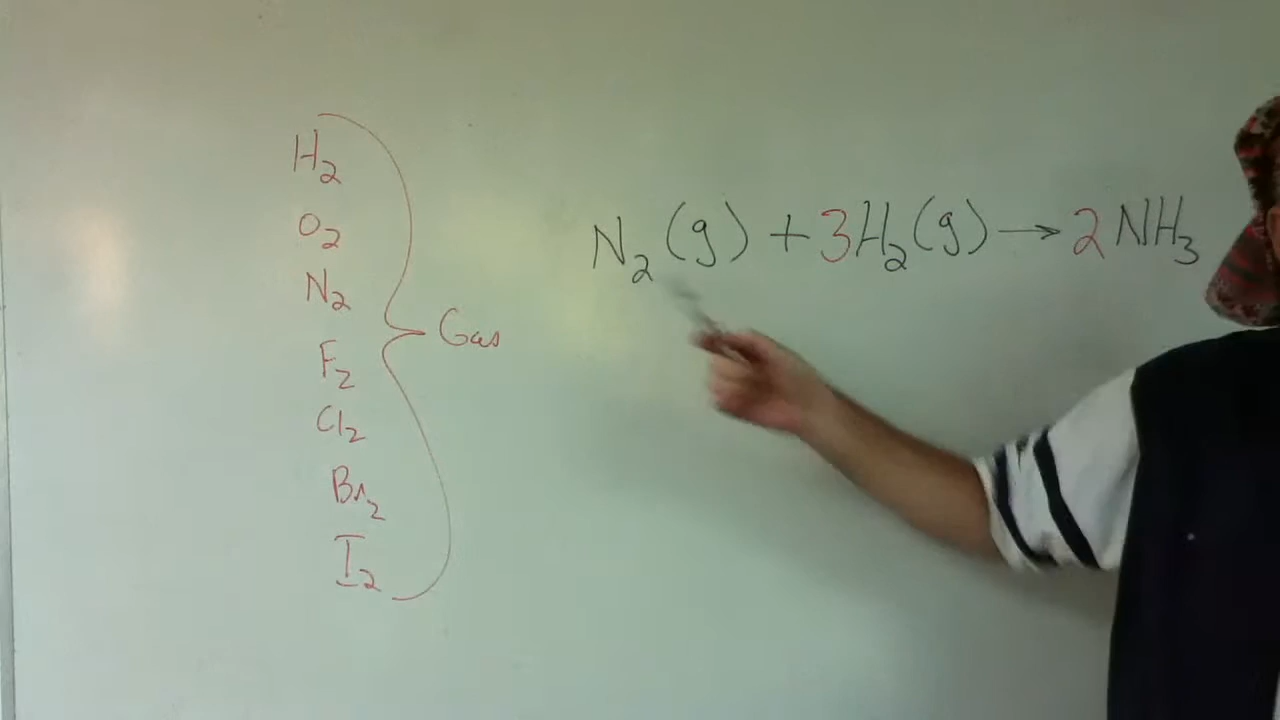 H₂
O₂
N₂
F₂
Cl₂
Br₂
I₂
Gas
N₂(g) + 3H₂(g) → 2NH₃